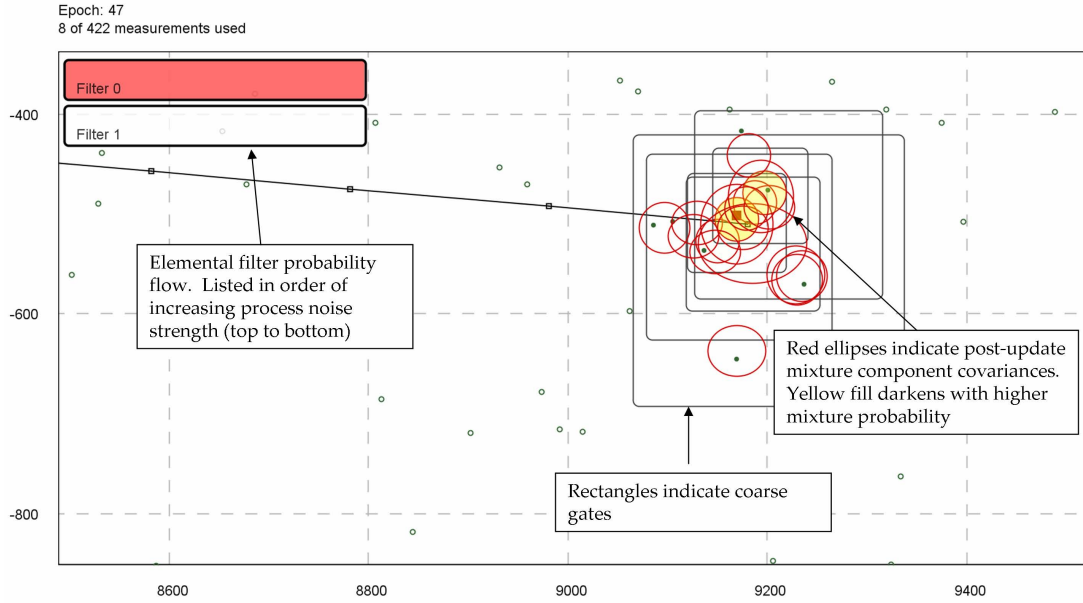 Epoch: 47
8 of 422 measurements used
Filter 0
Filter 1
-400
-600
-800
Elemental filter probability
flow.  Listed in order of
increasing process noise
strength (top to bottom)
Red ellipses indicate post-update
mixture component covariances.
Yellow fill darkens with higher
mixture probability
Rectangles indicate coarse
gates
8600
8800
9000
9200
9400